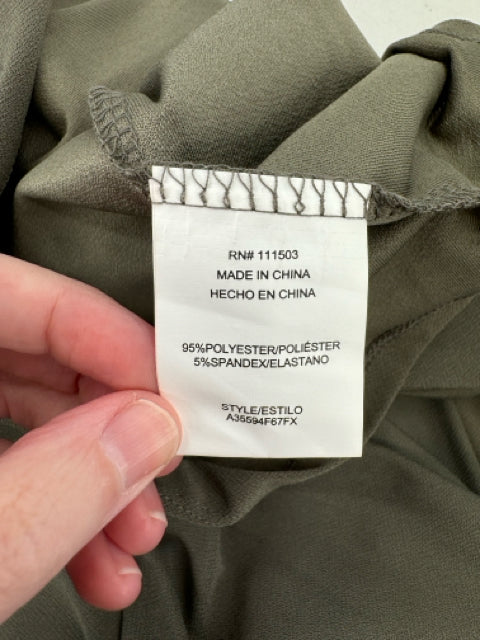 RN# 111503
MADE IN CHINA
HECHO EN CHINA
95%POLYESTER/POLIÉSTER
5%SPANDEX/ELASTANO
STYLE/ESTILO
A35594F67FX